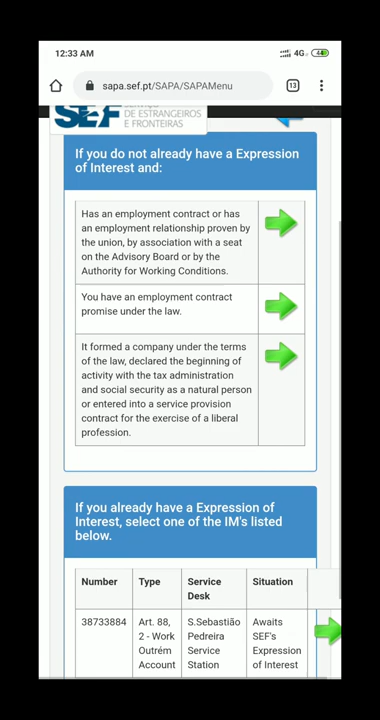 12:33 AM
4G
sapa.sef.pt/SAPA/SAPAMenu
13
SEF
DE ESTRANGEIROS
E FRONTEIRAS
If you do not already have a Expression
of Interest and:
Has an employment contract or has
an employment relationship proven by
the union, by association with a seat
on the Advisory Board or by the
Authority for Working Conditions.
You have an employment contract
promise under the law.
It formed a company under the terms
of the law, declared the beginning of
activity with the tax administration
and social security as a natural person
or entered into a service provision
contract for the exercise of a liberal
profession.
If you already have a Expression of
Interest, select one of the IM's listed
below.
Number Type Service Desk Situation
38733884 Art. 88, S.Sebastião Awaits
2 - Work Pedreira SEF's
Outrém Service Expression
Account Station of Interest